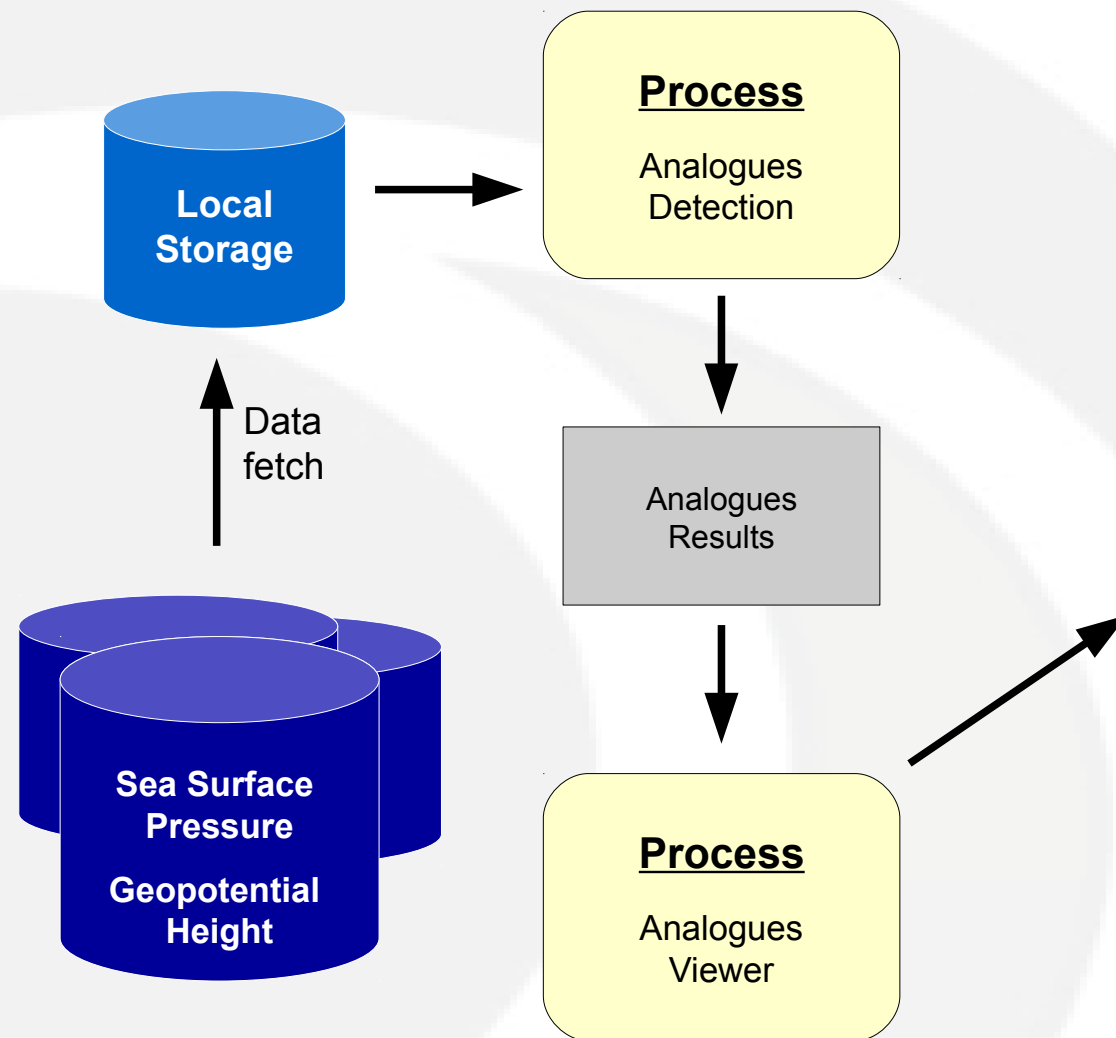 Local
Storage
Data
fetch
Sea Surface
Pressure
Geopotential
Height
Process
Analogues
Detection
Analogues
Results
Process
Analogues
Viewer